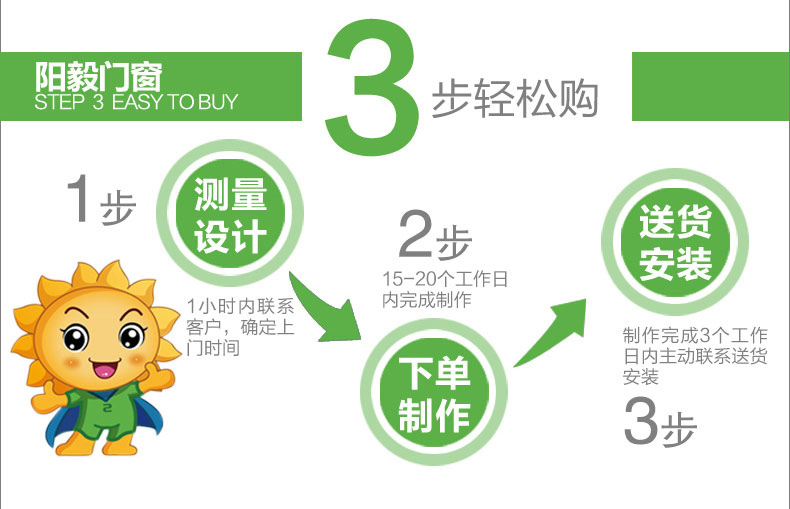 阳毅门窗
STEP 3 EASY TO BUY
3步轻松购
1步
测量
设计
1小时内联系
客户，确定上
门时间
2步
15-20个工作日
内完成制作
下单
制作
送货
安装
制作完成3个工作
日内主动联系送货
安装
3步
2